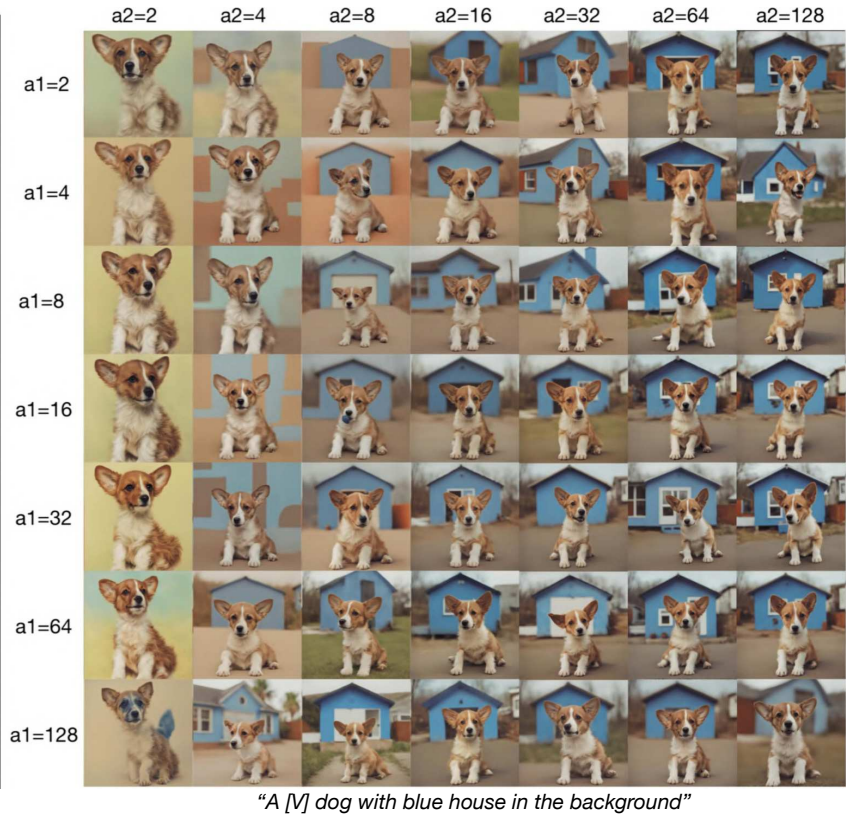 a2=2 a2=4 a2=8 a2=16 a2=32 a2=64 a2=128
a1=2
a1=4
a1=8
a1=16
a1=32
a1=64
a1=128
“A [V] dog with blue house in the background”